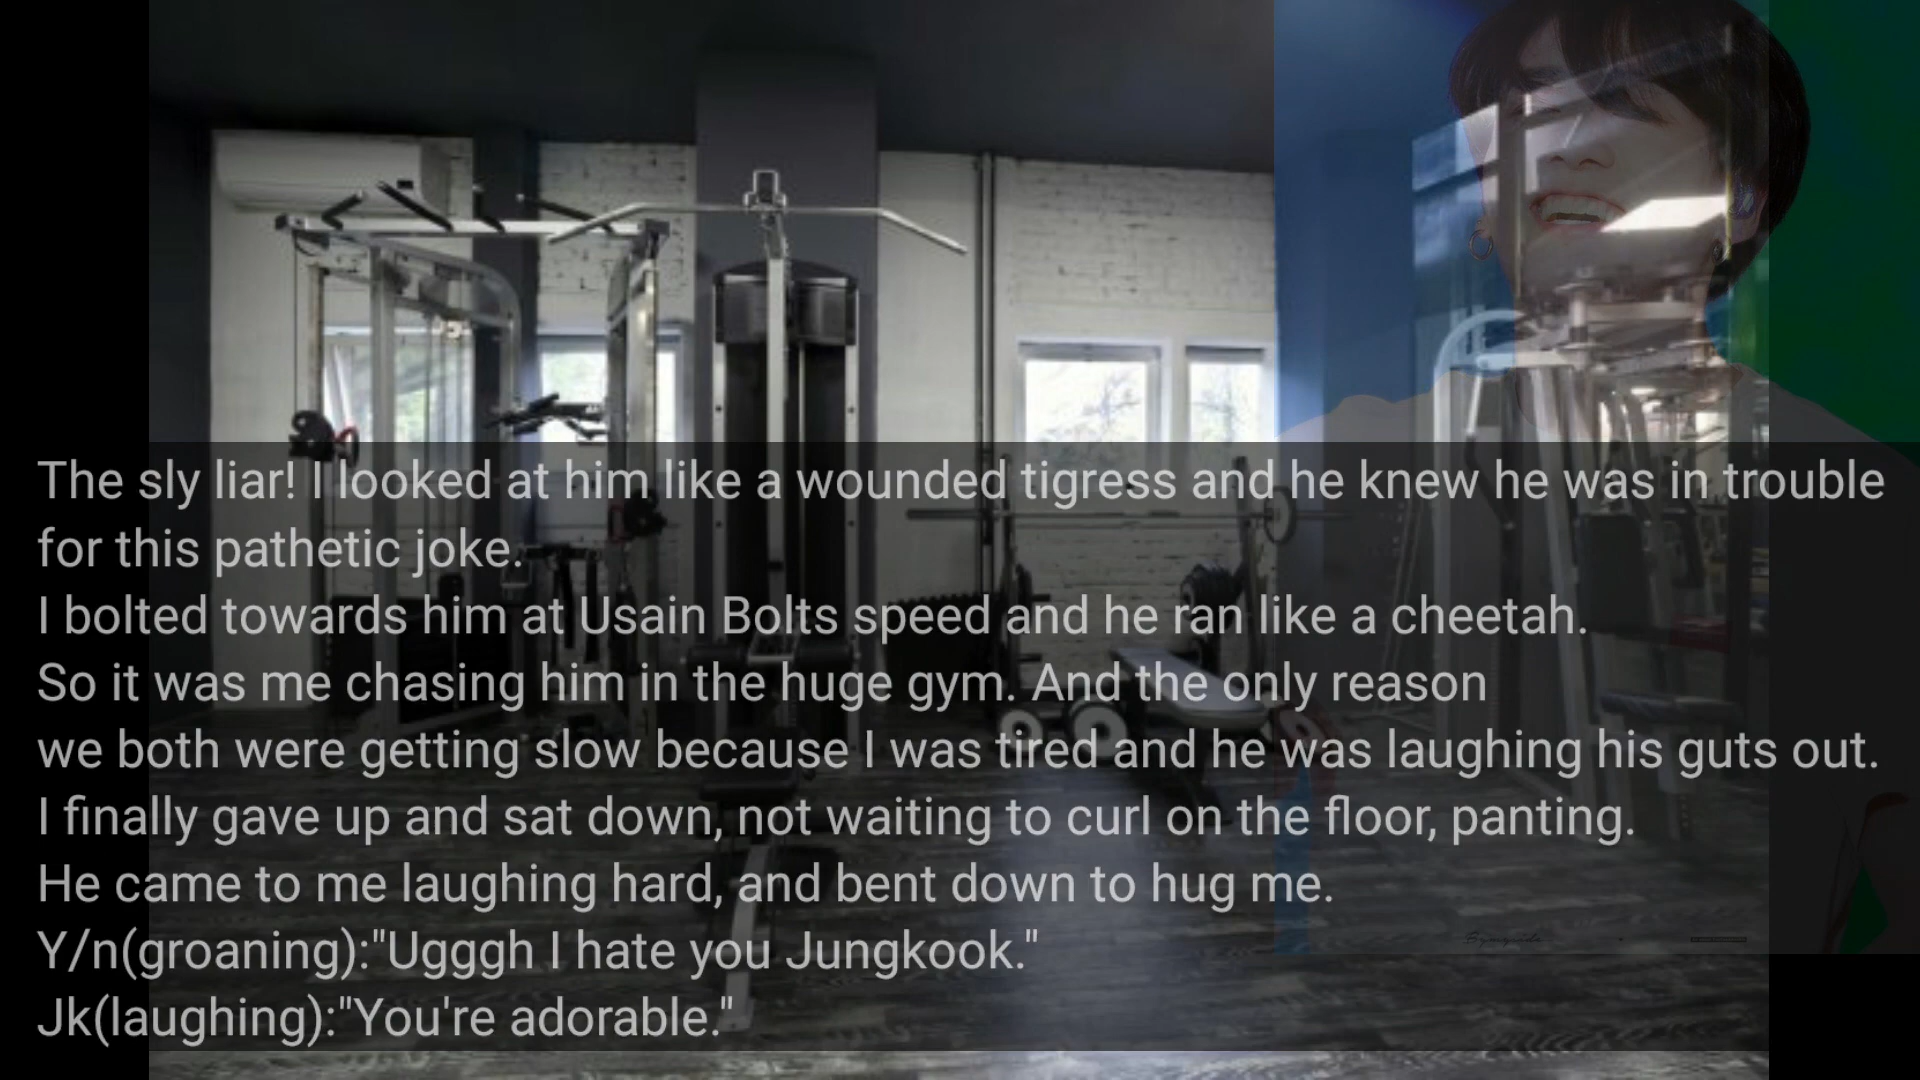 The sly liar! I looked at him like a wounded tigress and he knew he was in trouble
for this pathetic joke.
I bolted towards him at Usain Bolts speed and he ran like a cheetah.
So it was me chasing him in the huge gym. And the only reason
we both were getting slow because I was tired and he was laughing his guts out.
I finally gave up and sat down, not waiting to curl on the floor, panting.
He came to me laughing hard, and bent down to hug me.
Y/n(groaning):"Ugggh I hate you Jungkook."
Jk(laughing):"You're adorable."